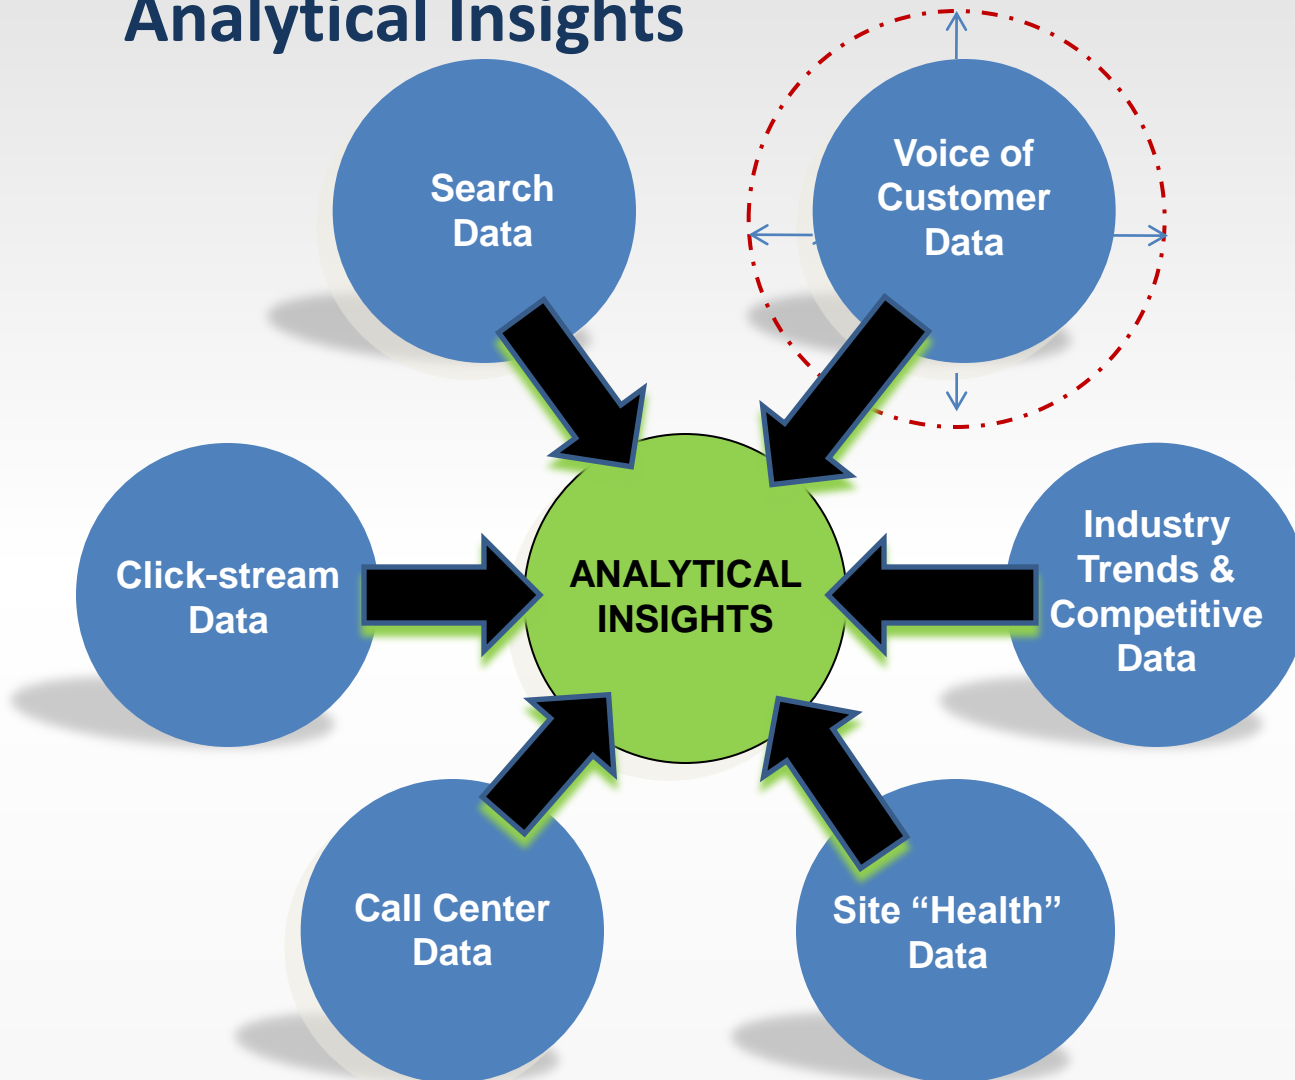 Analytical Insights
Search
Data
Voice of
Customer
Data
Click-stream
Data
ANALYTICAL
INSIGHTS
Industry
Trends &
Competitive
Data
Call Center
Data
Site “Health”
Data